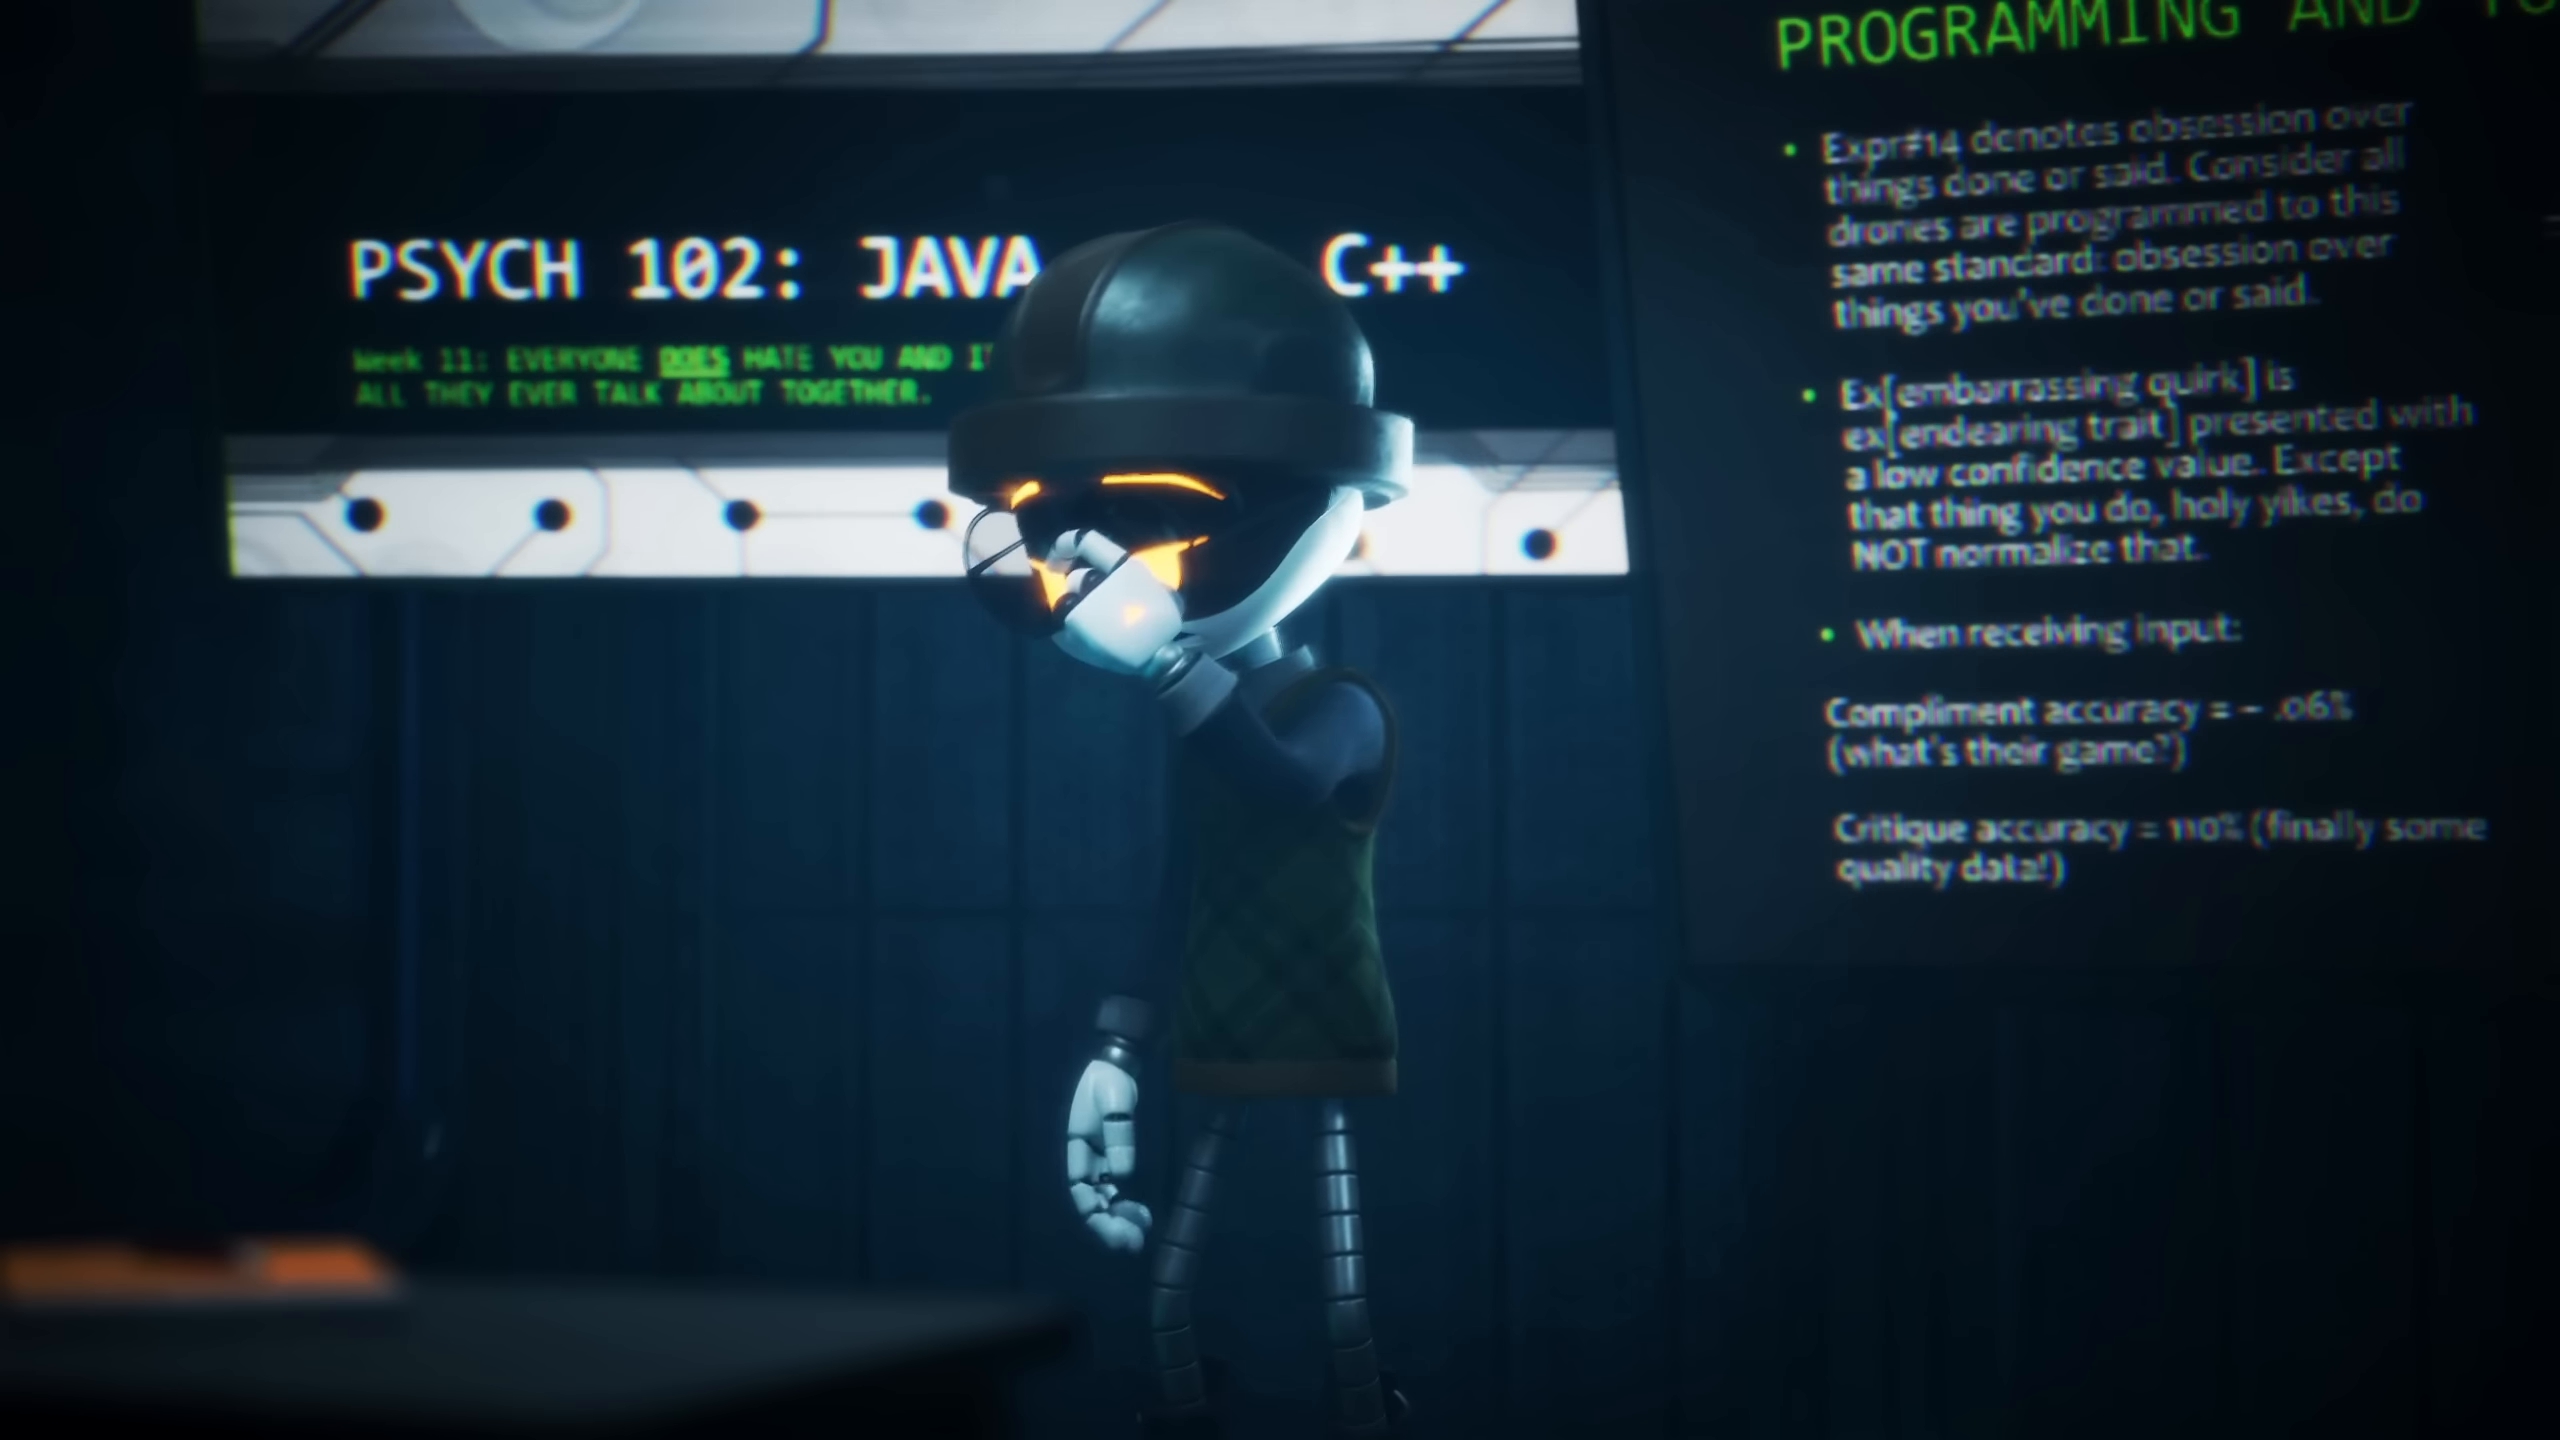 PSYCH 102: JAVA C++
Week 11: EVERYONE DOES HATE YOU AND
ALL THEY EVER TALK ABOUT TOGETHER.
PROGRAMMING AND
• Expr#14 denotes obsession over
things done or said. Consider all
drones are programmed to this
same standard: obsession over
things you've done or said.
• Ex[embarrassing quirk] is
ex[endearing trait] presented with
a low confidence value. Except
that thing you do, holy yikes, do
NOT normalize that.
• When receiving input:
Compliment accuracy = - .06%
(what's their game?)
Critique accuracy = 110% (finally some
quality data!)